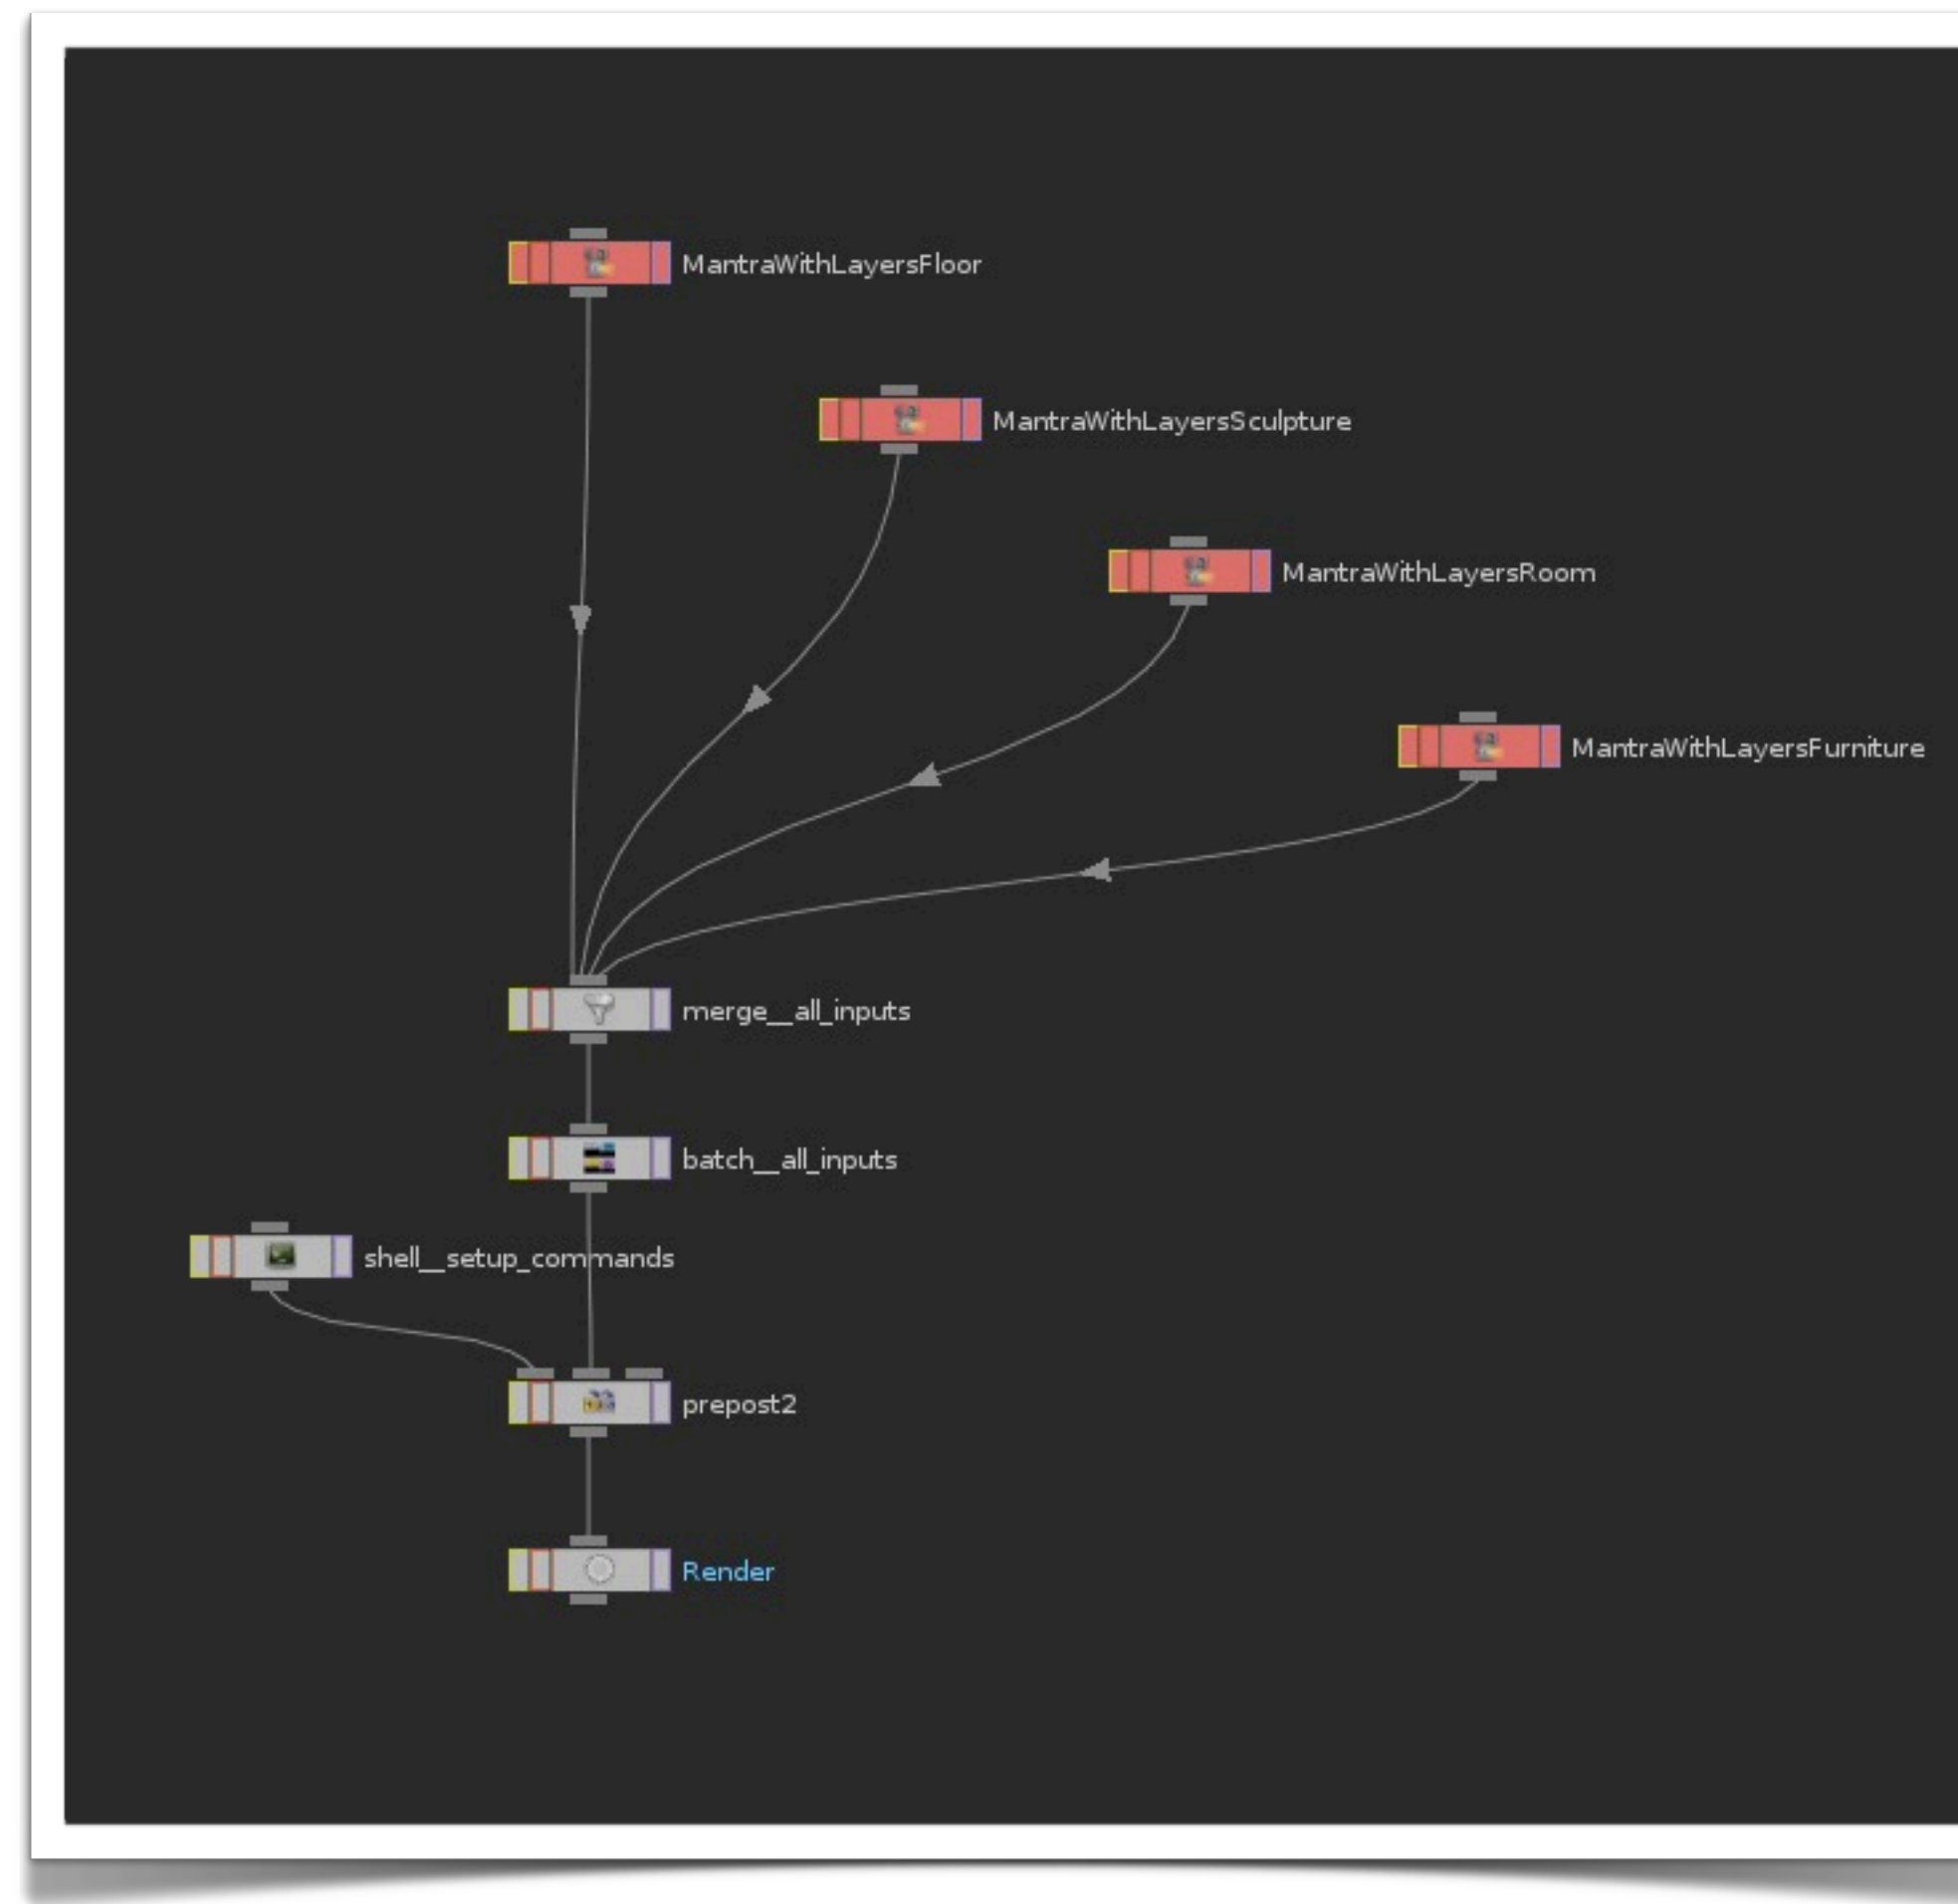 MantraWithLayersFloor
MantraWithLayersSculpture
MantraWithLayersRoom
MantraWithLayersFurniture
merge__all_inputs
batch__all_inputs
shell__setup_commands
prepost2
Render